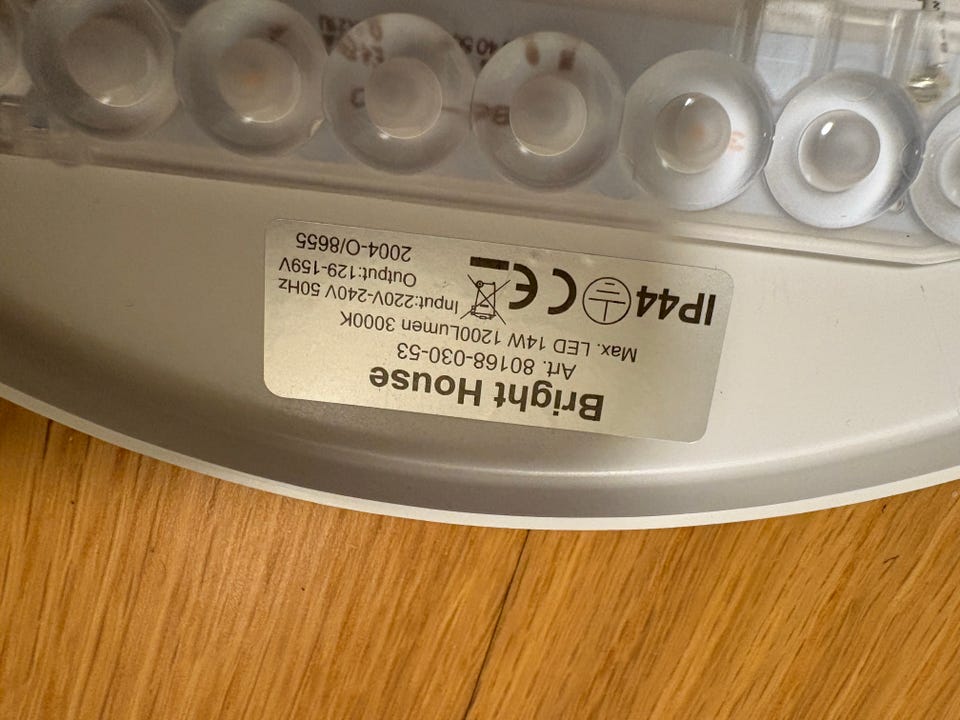 Bright House
Art. 80168-030-53
Max. LED 14W 1200Lumen 3000K
IP44 CE Input:220V-240V 50Hz
Output:129-159V
2004-O/8655